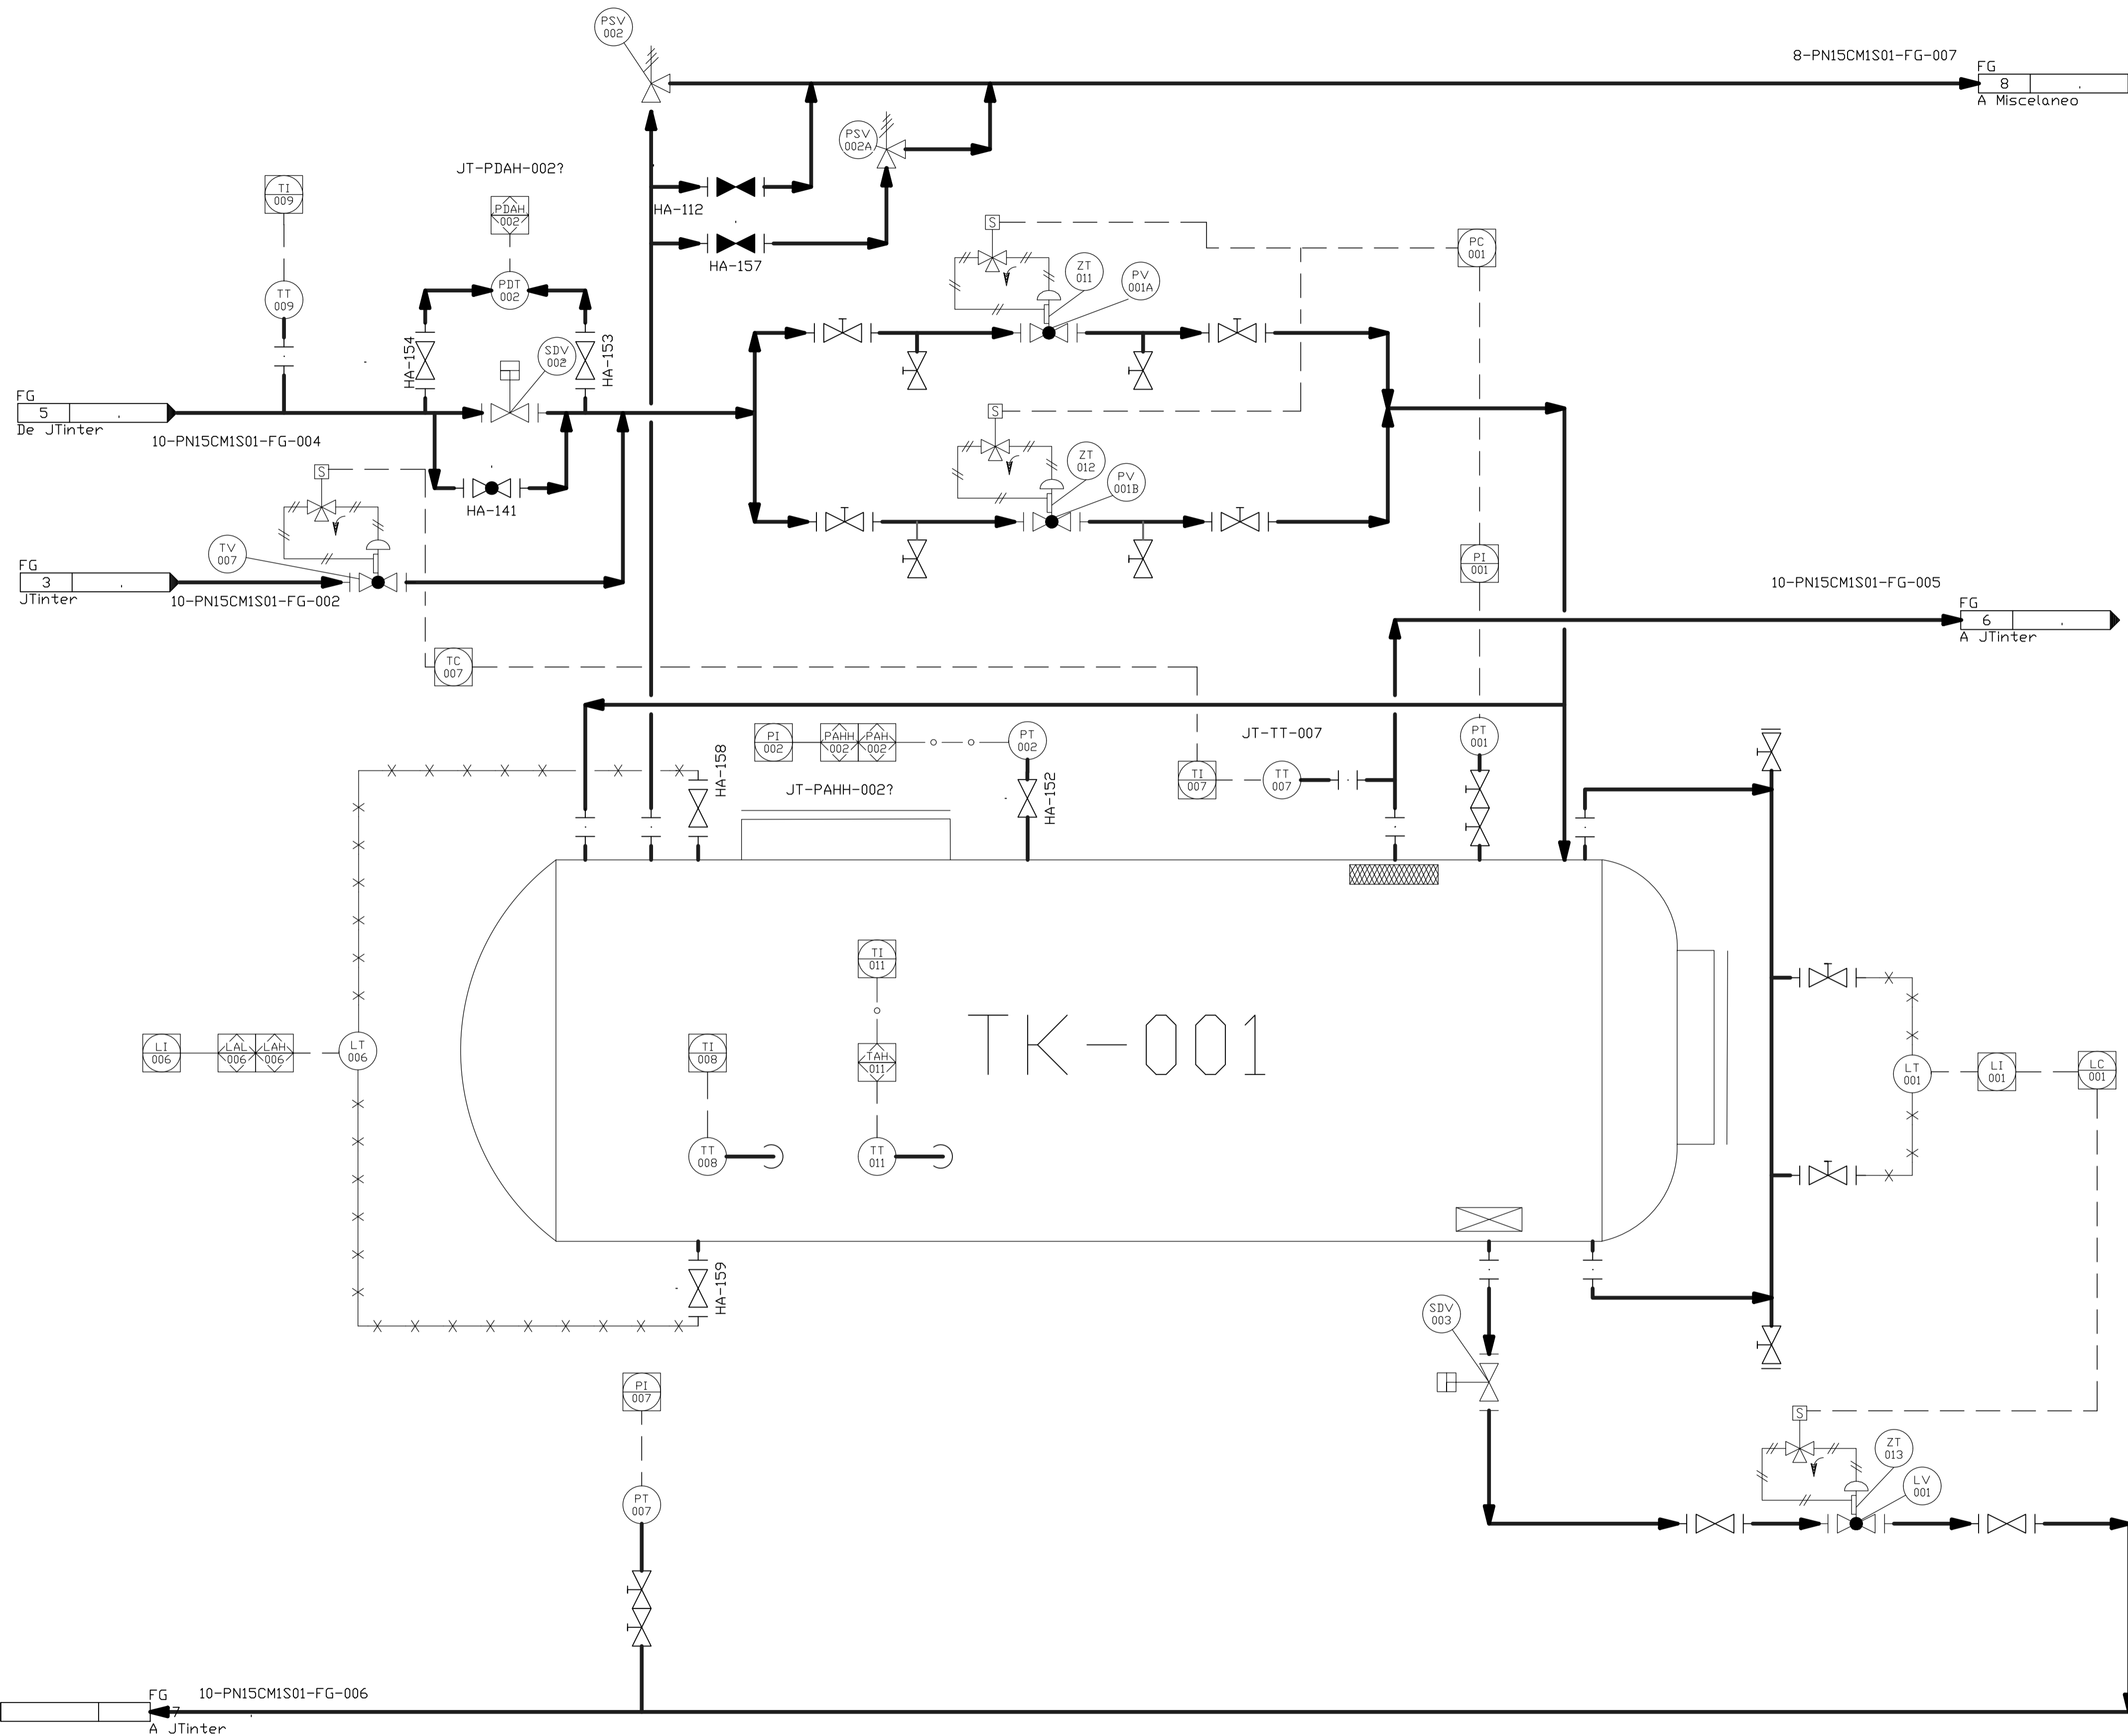 PSV
002
8-PN15CM1S01-FG-007
FG
8
A Miscelaneo
PSV
002A
JT-PDAH-002?
TI
009
PDAH
002
HA-112
HA-157
S
PC
001
ZT
011
PV
001A
TT
009
PDT
002
SDV
002
HA-154
HA-153
FG
5
De JTinter
10-PN15CM1S01-FG-004
S
ZT
012
PV
001B
S
HA-141
TV
007
FG
3
JTinter
10-PN15CM1S01-FG-002
PI
001
10-PN15CM1S01-FG-005
FG
6
A JTinter
TC
007
PI
002
PAHH
002
PAH
002
PT
002
JT-TT-007
PT
001
HA-158
JT-PAHH-002?
HA-152
TI
007
TT
007
TI
011
TK-001
LI
006
LAL
006
LAH
006
LT
006
TI
008
TAH
011
LT
001
LI
001
LC
001
TT
008
TT
011
HA-159
SDV
003
PI
007
S
ZT
013
LV
001
PT
007
FG
7
10-PN15CM1S01-FG-006
A JTinter